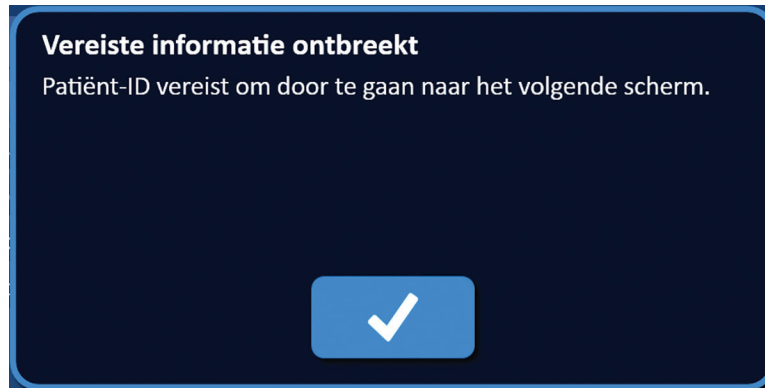 Vereiste informatie ontbreekt
Patiënt-ID vereist om door te gaan naar het volgende scherm.